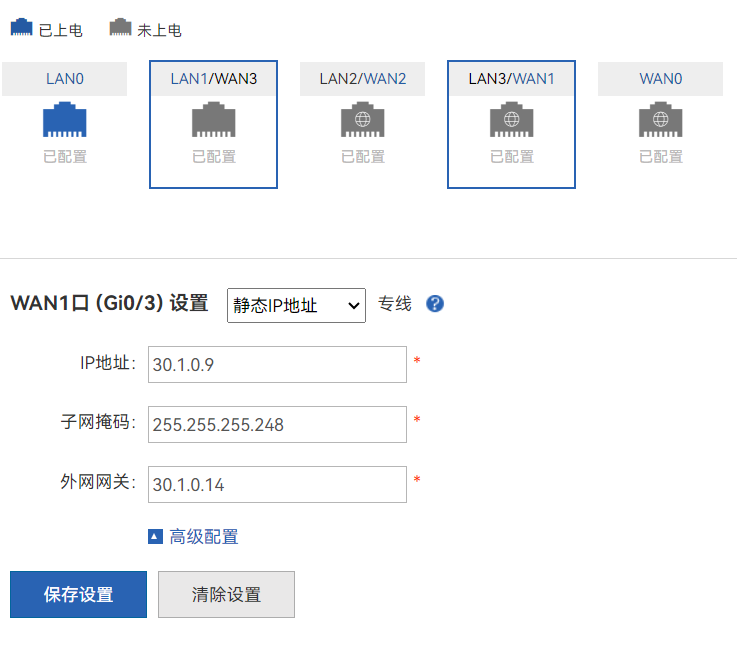 已上电 未上电
LAN0 LAN1/WAN3 LAN2/WAN2 LAN3/WAN1 WAN0
已配置 已配置 已配置 已配置 已配置
WAN1口 (Gi0/3) 设置 静态IP地址 专线 ?
IP地址: 30.1.0.9 *
子网掩码: 255.255.255.248 *
外网网关: 30.1.0.14 *
高级配置
保存设置 清除设置